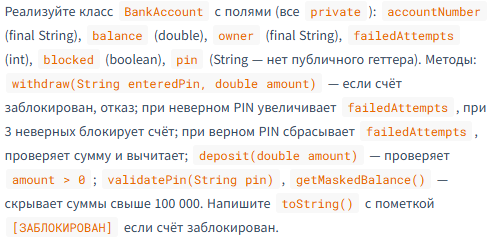 Реализуйте класс BankAccount с полями (все private ): accountNumber
(final String), balance (double), owner (final String), failedAttempts
(int), blocked (boolean), pin (String — нет публичного геттера). Методы:
withdraw(String enteredPin, double amount) — если счёт
заблокирован, отказ; при неверном PIN увеличивает failedAttempts , при
3 неверных блокирует счёт; при верном PIN сбрасывает failedAttempts ,
проверяет сумму и вычитает; deposit(double amount) — проверяет
amount > 0 ; validatePin(String pin) , getMaskedBalance() —
скрывает суммы свыше 100 000. Напишите toString() с пометкой
[ЗАБЛОКИРОВАН] если счёт заблокирован.